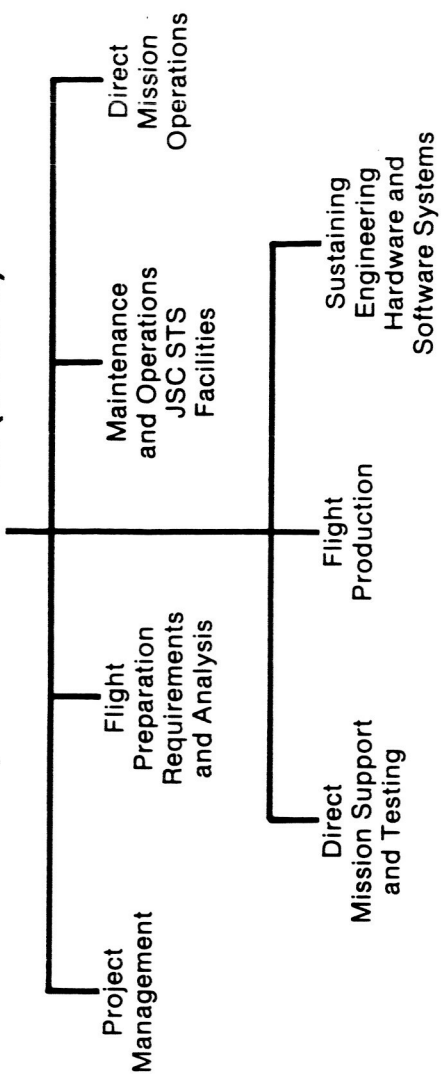 Project
Management
Flight
Preparation
Requirements
and Analysis
Maintenance
and Operations
JSC STS
Facilities
Direct
Mission
Operations
Direct
Mission Support
and Testing
Flight
Production
Sustaining
Engineering
Hardware and
Software Systems